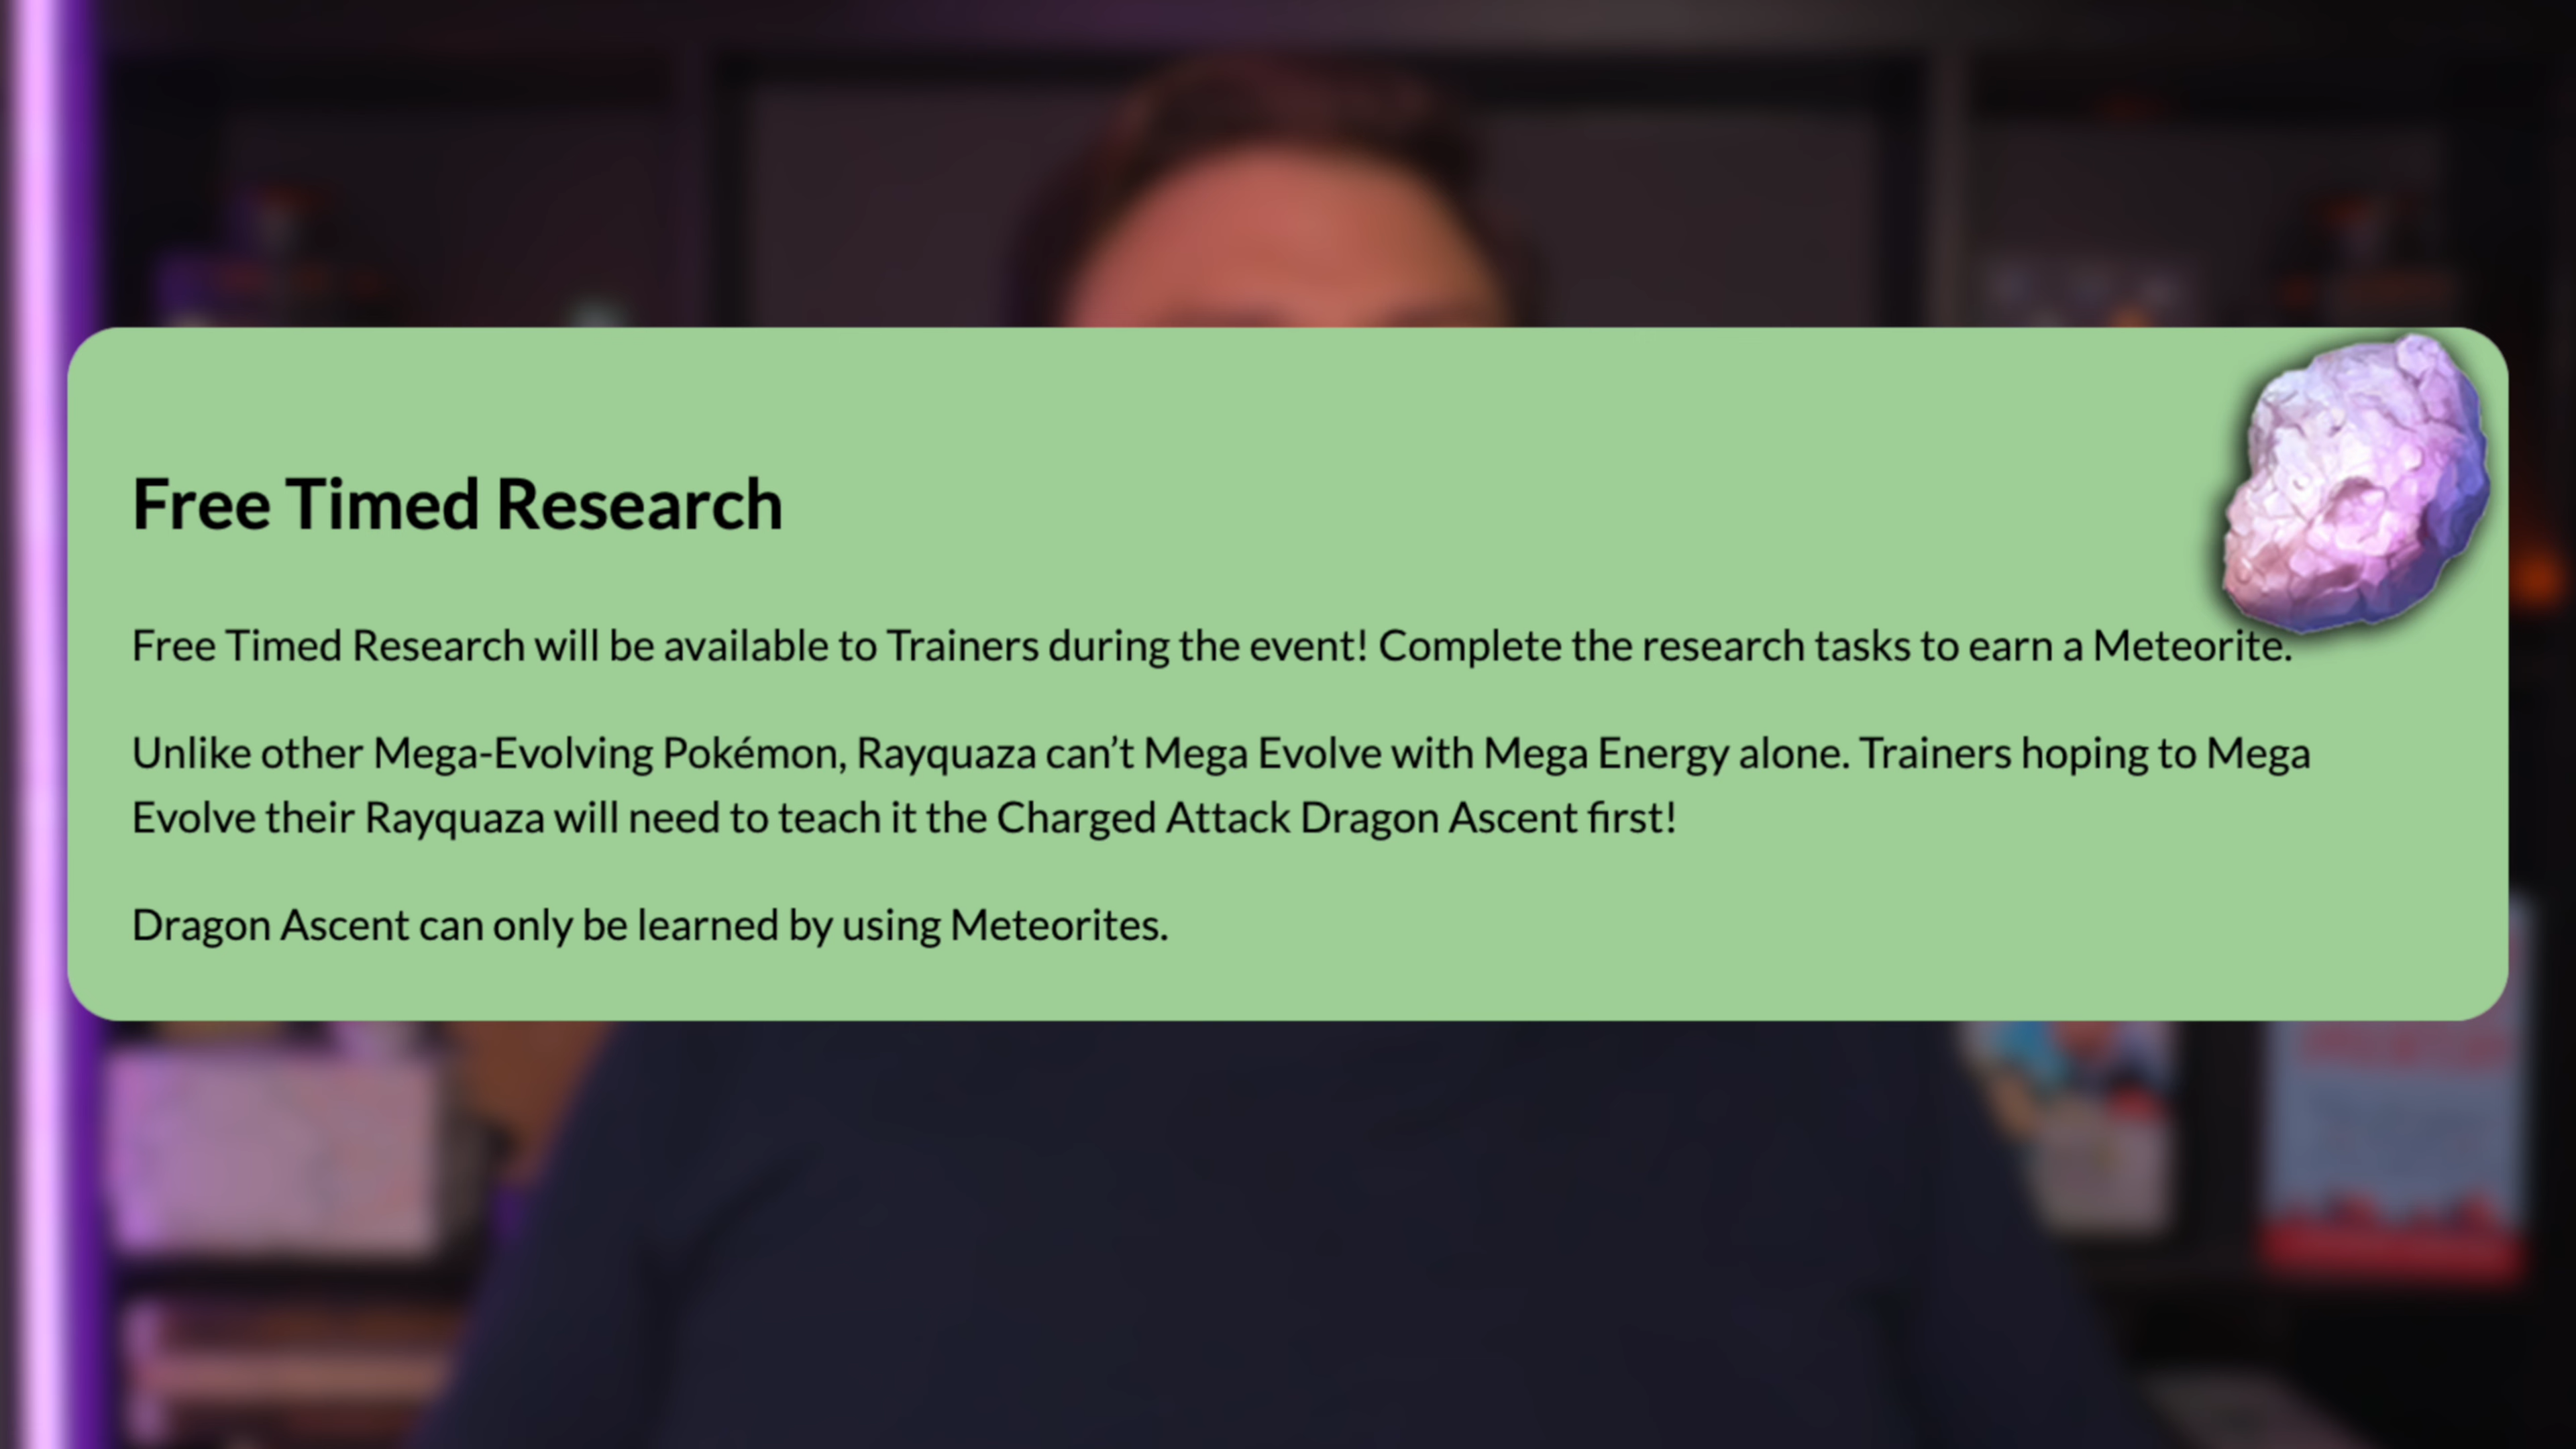 Free Timed Research
Free Timed Research will be available to Trainers during the event! Complete the research tasks to earn a Meteorite.
Unlike other Mega-Evolving Pokémon, Rayquaza can’t Mega Evolve with Mega Energy alone. Trainers hoping to Mega
Evolve their Rayquaza will need to teach it the Charged Attack Dragon Ascent first!
Dragon Ascent can only be learned by using Meteorites.